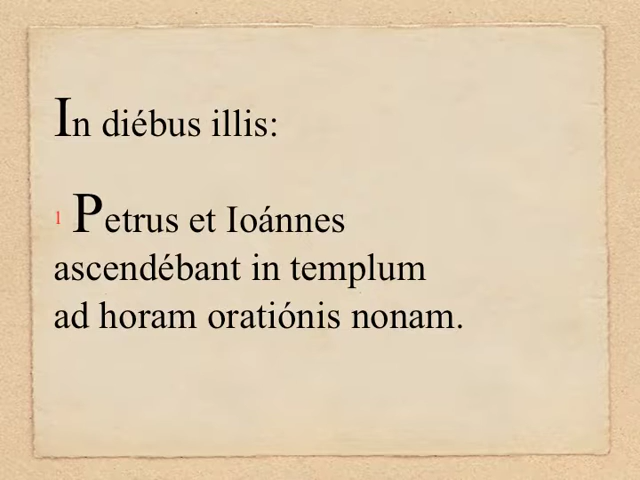 In diébus illis:
1 Petrus et Ioánnes
ascendébant in templum
ad horam oratiónis nonam.